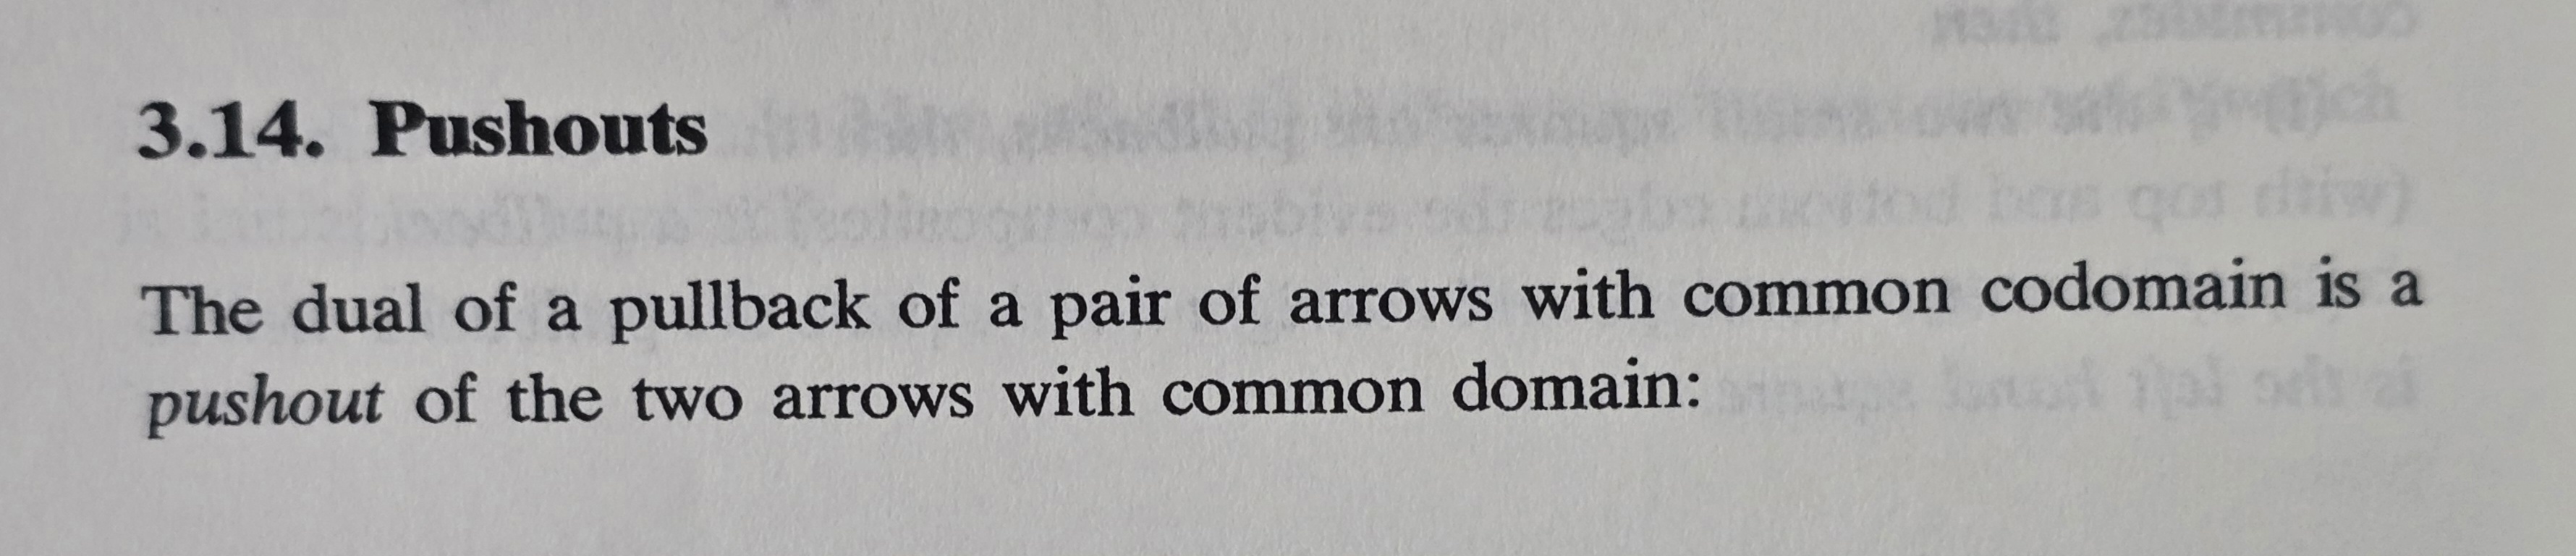 3.14. Pushouts
The dual of a pullback of a pair of arrows with common codomain is a
pushout of the two arrows with common domain: